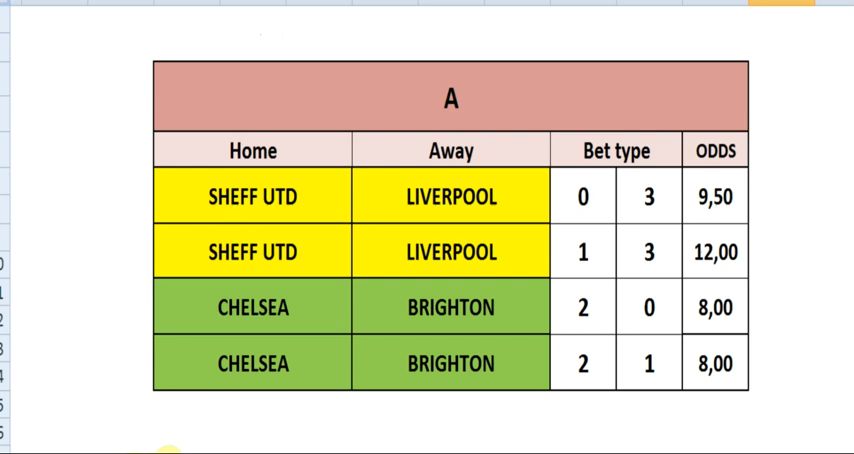 A
Home Away Bet type ODDS
SHEFF UTD LIVERPOOL 0 3 9,50
SHEFF UTD LIVERPOOL 1 3 12,00
CHELSEA BRIGHTON 2 0 8,00
CHELSEA BRIGHTON 2 1 8,00